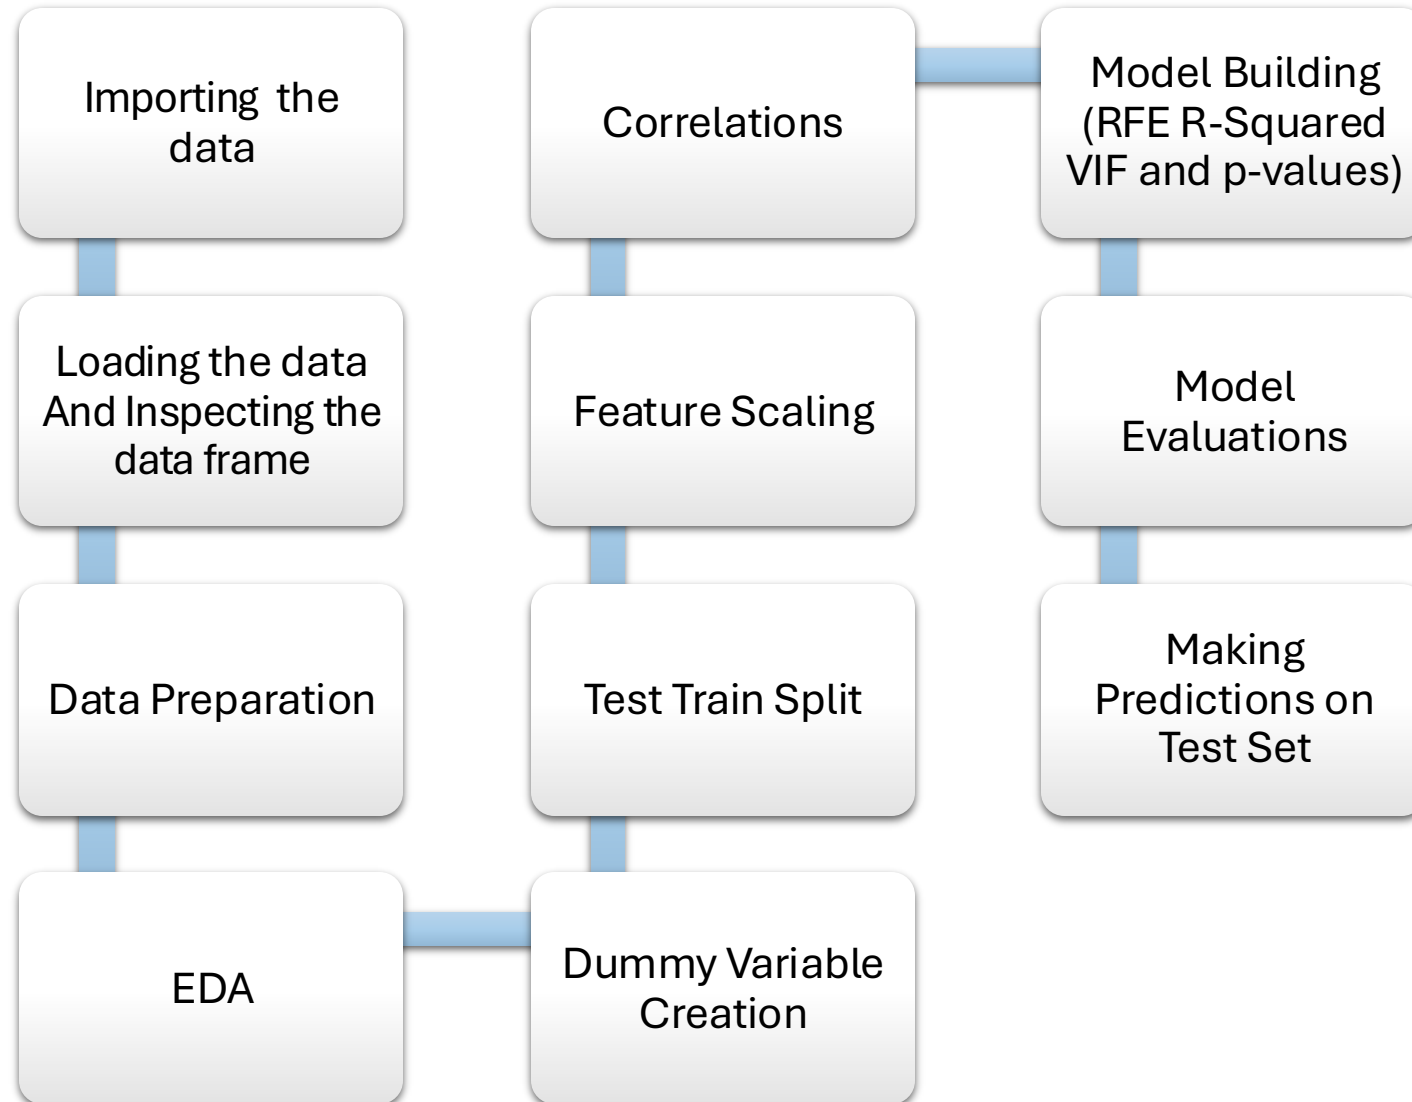 Importing the
data
Loading the data
And Inspecting the
data frame
Data Preparation
EDA
Dummy Variable
Creation
Test Train Split
Feature Scaling
Correlations
Model Building
(RFE R-Squared
VIF and p-values)
Model
Evaluations
Making
Predictions on
Test Set